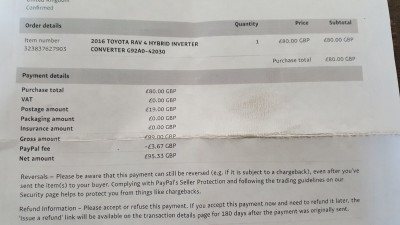 United Kingdom
Confirmed
Order details Quantity Price Subtotal
Item number 2016 TOYOTA RAV 4 HYBRID INVERTER 1 £80.00 GBP £80.00 GBP
323837627903 CONVERTER G92A0-42030
Purchase total £80.00 GBP
Payment details
Purchase total £80.00 GBP
VAT £0.00 GBP
Postage amount £19.00 GBP
Packaging amount £0.00 GBP
Insurance amount £0.00 GBP
Gross amount £99.00 GBP
PayPal fee -£3.67 GBP
Net amount £95.33 GBP
Reversals — Please be aware that this payment can still be reversed (e.g. if it is subject to a chargeback), even after you've
sent the item(s) to your buyer. Complying with PayPal's Seller Protection and following the trading guidelines on our
Security page helps to protect you from things like chargebacks.
Refund Information – Please accept or refuse this payment. If you accept this payment now and need to refund it later, the
'Issue a refund' link will be available on the transaction details page for 180 days after the payment was originally sent.